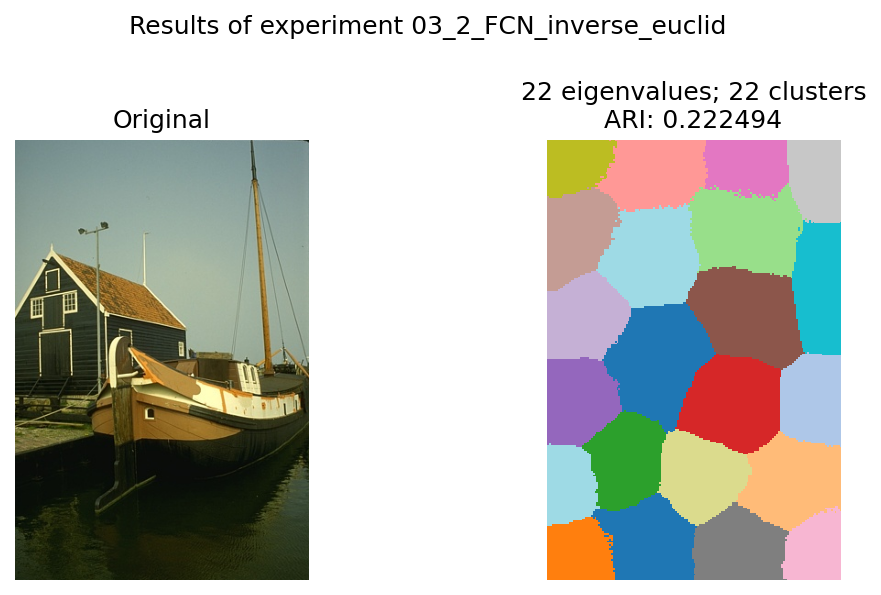 Results of experiment 03_2_FCN_inverse_euclid
Original
22 eigenvalues; 22 clusters
ARI: 0.222494